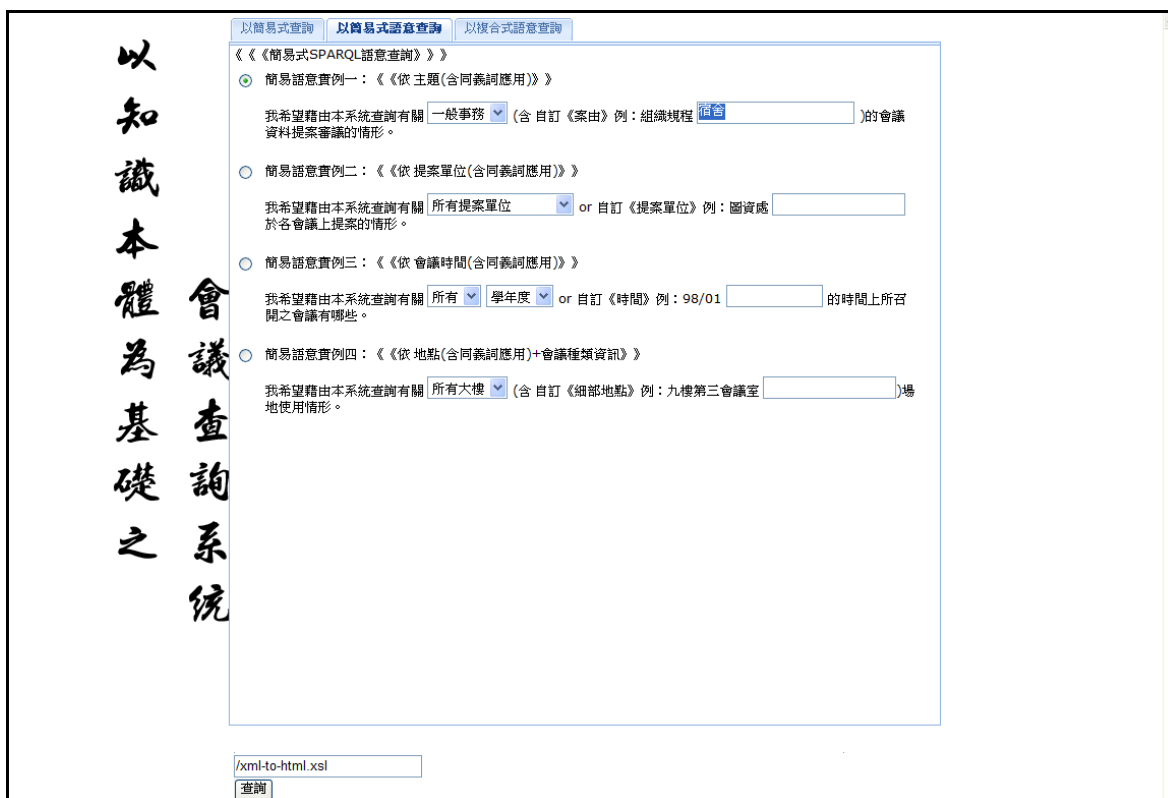 以知識本體為基礎之
會議查詢系統
以簡易式查詢
以簡易式語意查詢
以複合式語意查詢
《《《簡易式SPARQL語意查詢》》》
簡易語意實例一：《《依 主題(含同義詞應用)》》
我希望藉由本系統查詢有關 一般事務 (含 自訂《案由》例：組織規程 宿舍 )的會議
資料提案審議的情形。
簡易語意實例二：《《依 提案單位(含同義詞應用)》》
我希望藉由本系統查詢有關 所有提案單位 or 自訂《提案單位》例：圖資處
於各會議上提案的情形。
簡易語意實例三：《《依 會議時間(含同義詞應用)》》
我希望藉由本系統查詢有關 所有 學年度 or 自訂《時間》例：98/01 的時間上所召
開之會議有哪些。
簡易語意實例四：《《依 地點(含同義詞應用)+會議種類資訊》》
我希望藉由本系統查詢有關 所有大樓 (含 自訂《細部地點》例：九樓第三會議室 )場
地使用情形。
/xml-to-html.xsl
查詢